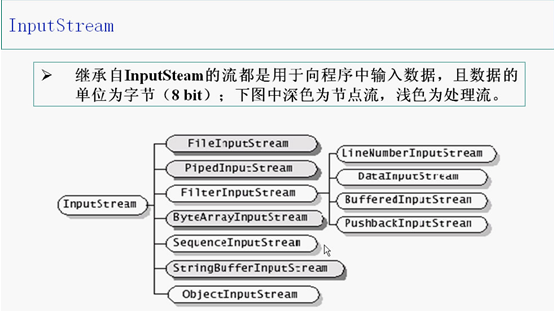 InputStream
➤ 继承自InputSteam的流都是用于向程序中输入数据，且数据的
单位为字节（8 bit）；下图中深色为节点流，浅色为处理流。
FileInputStream
PipedInputStream
FilterInputStream
LineNumberInputStream
DataInputStream
BufferedInputStream
PushbackInputStream
InputStream
ByteArrayInputStream
SequenceInputStream
StringBufferInputStream
ObjectInputStream